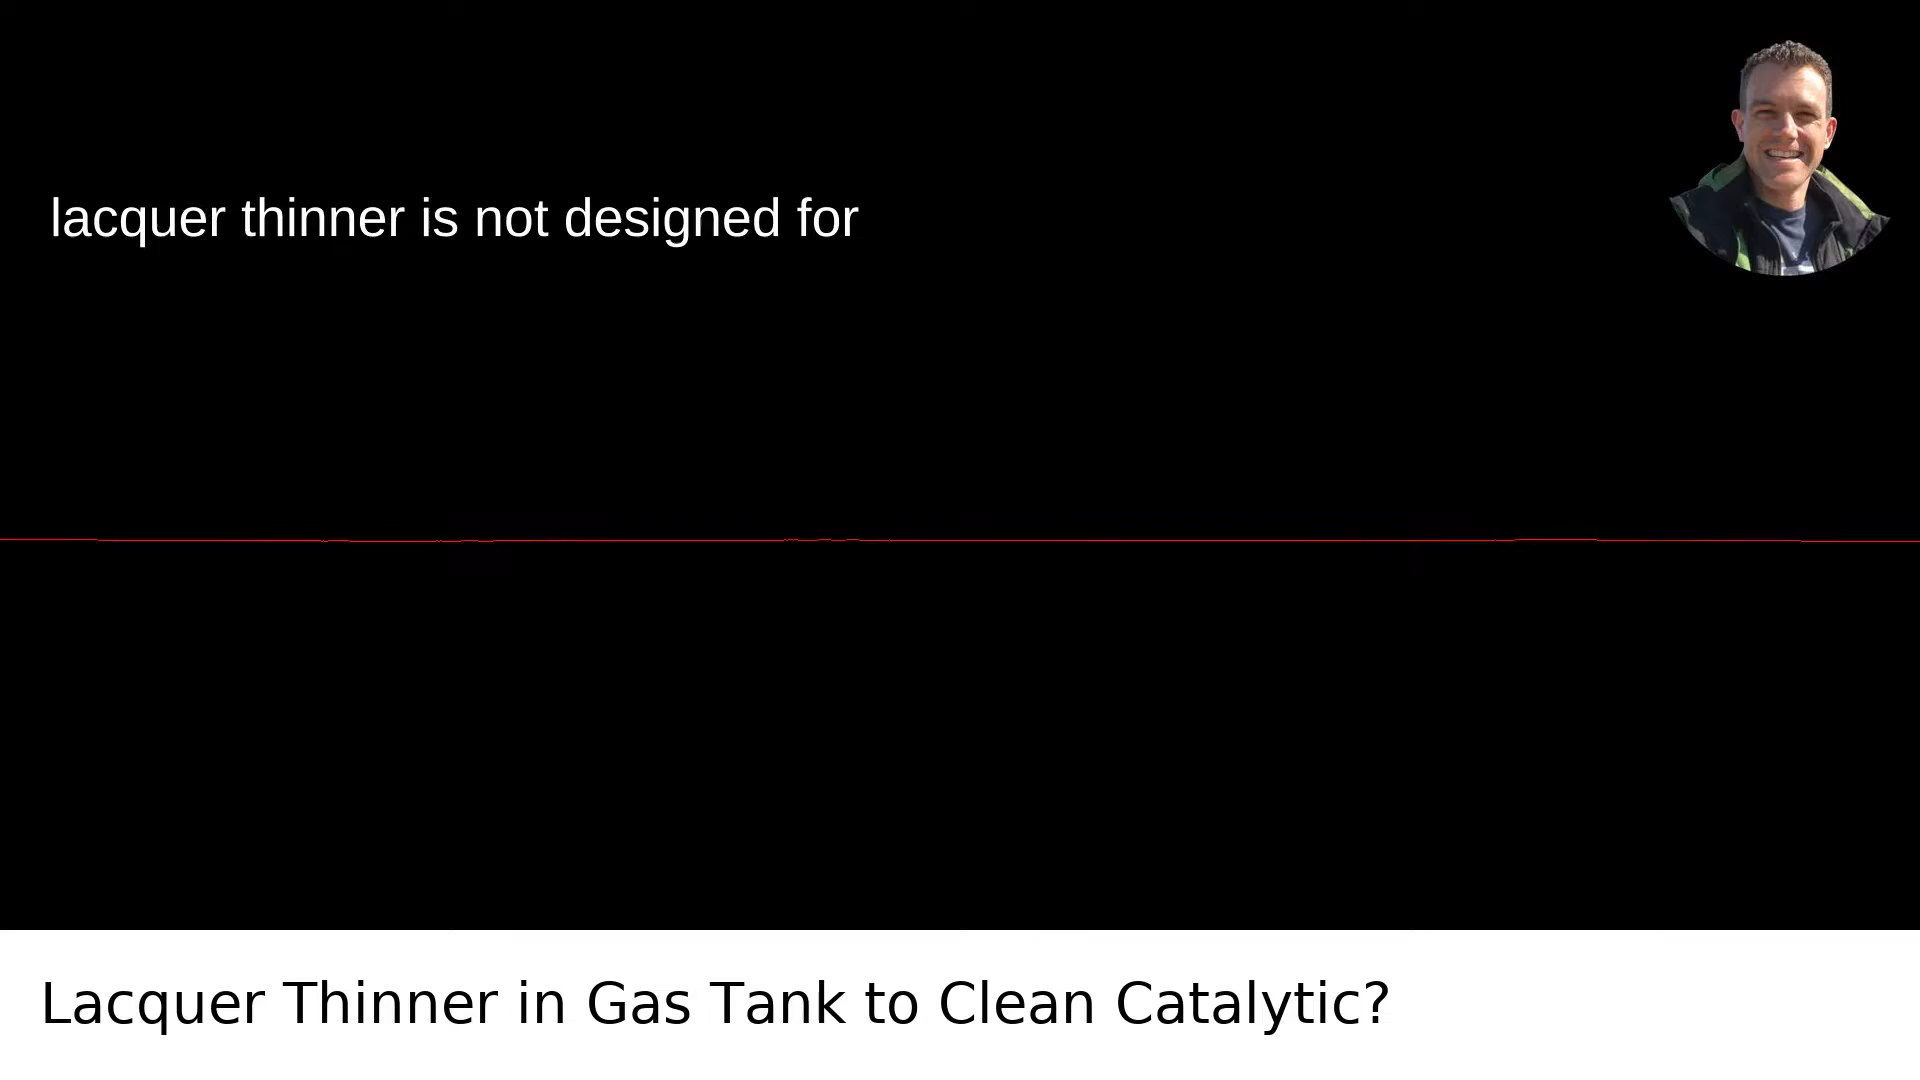 lacquer thinner is not designed for
Lacquer Thinner in Gas Tank to Clean Catalytic?